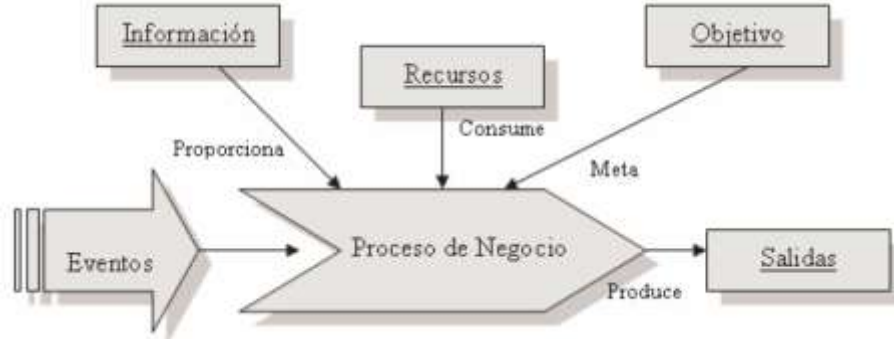 Información
Objetivo
Recursos
Consume
Proporciona
Meta
Eventos
Proceso de Negocio
Salidas
Produce